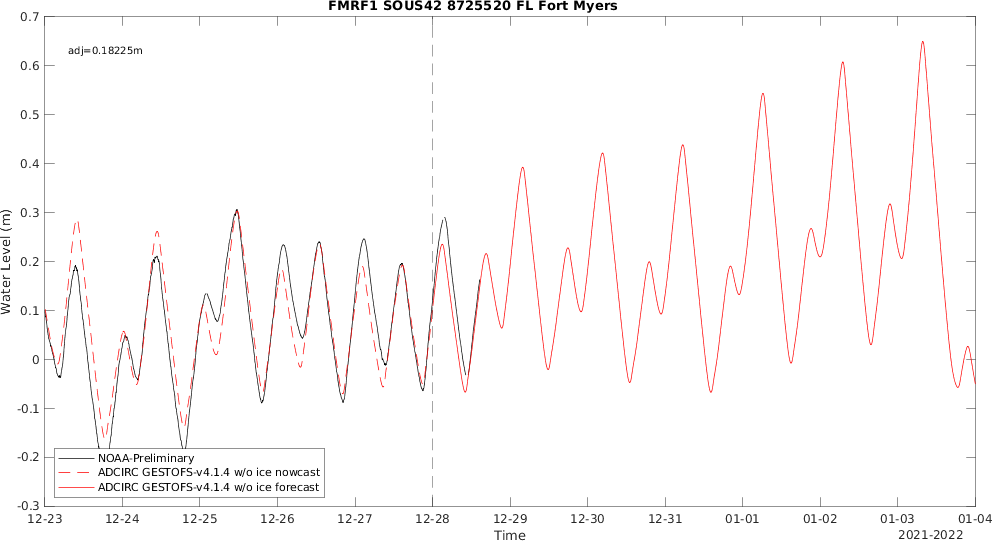 FMRF1 SOUS42 8725520 FL Fort Myers
adj=0.18225m
0.7
0.6
0.5
0.4
0.3
0.2
0.1
0
-0.1
-0.2
-0.3
Water Level (m)
NOAA-Preliminary
ADCIRC GESTOFS-v4.1.4 w/o ice nowcast
ADCIRC GESTOFS-v4.1.4 w/o ice forecast
12-23 12-24 12-25 12-26 12-27 12-28 12-29 12-30 12-31 01-01 01-02 01-03 01-04
Time
2021-2022